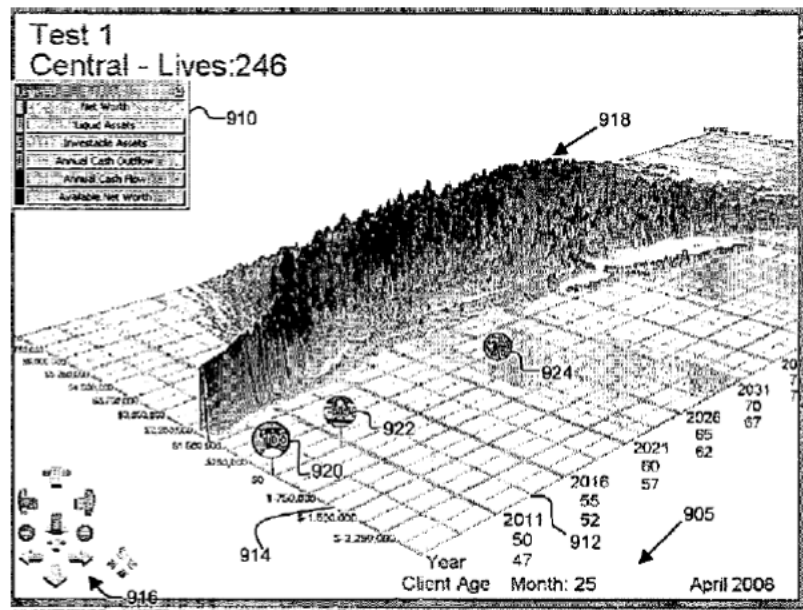 Test 1
Central - Lives:246
Net Worth
Liquid Assets
Investable Assets
Annual Cash Outflow
Annual Cash Flow
Available Net Worth
910
918
924
922
920
914
912
905
916
$0
2031
70
67
2026
65
62
2021
60
57
2016
55
52
2011
50
47
Year
Client Age Month: 25 April 2006